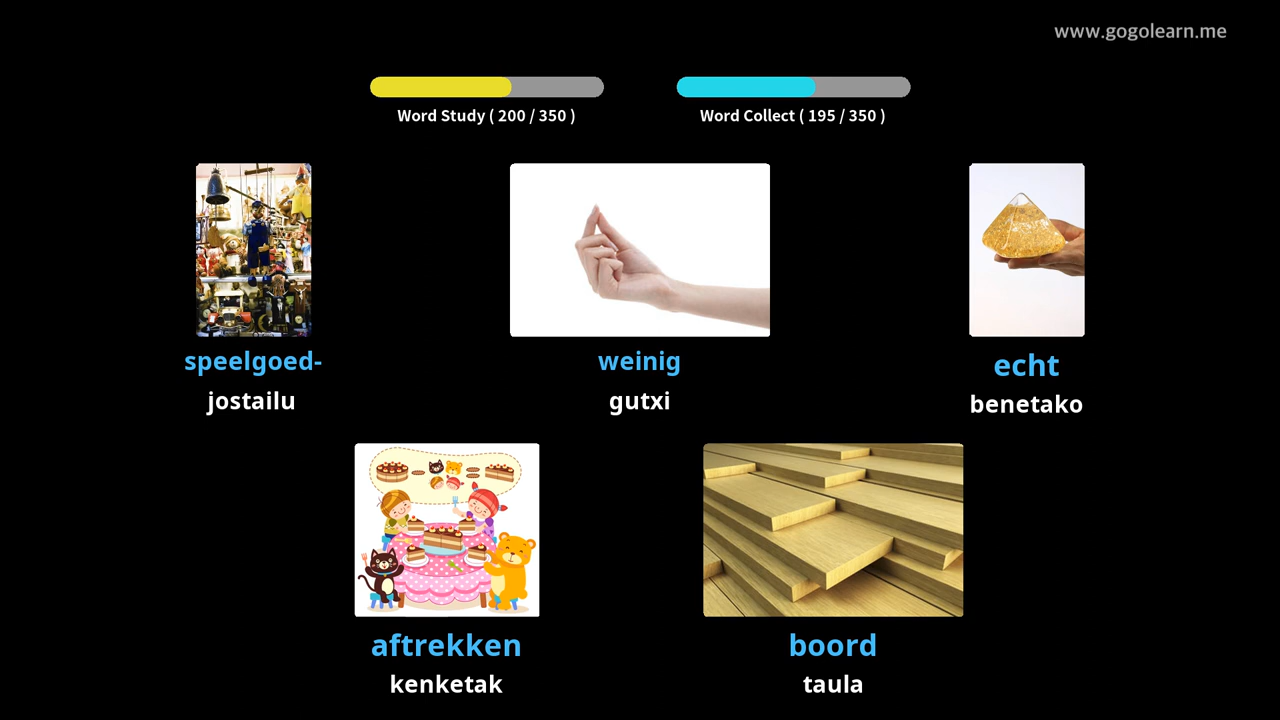 www.gogolearn.me
Word Study ( 200 / 350 )
Word Collect ( 195 / 350 )
speelgoed-
jostailu
weinig
gutxi
echt
benetako
aftrekken
kenketak
boord
taula